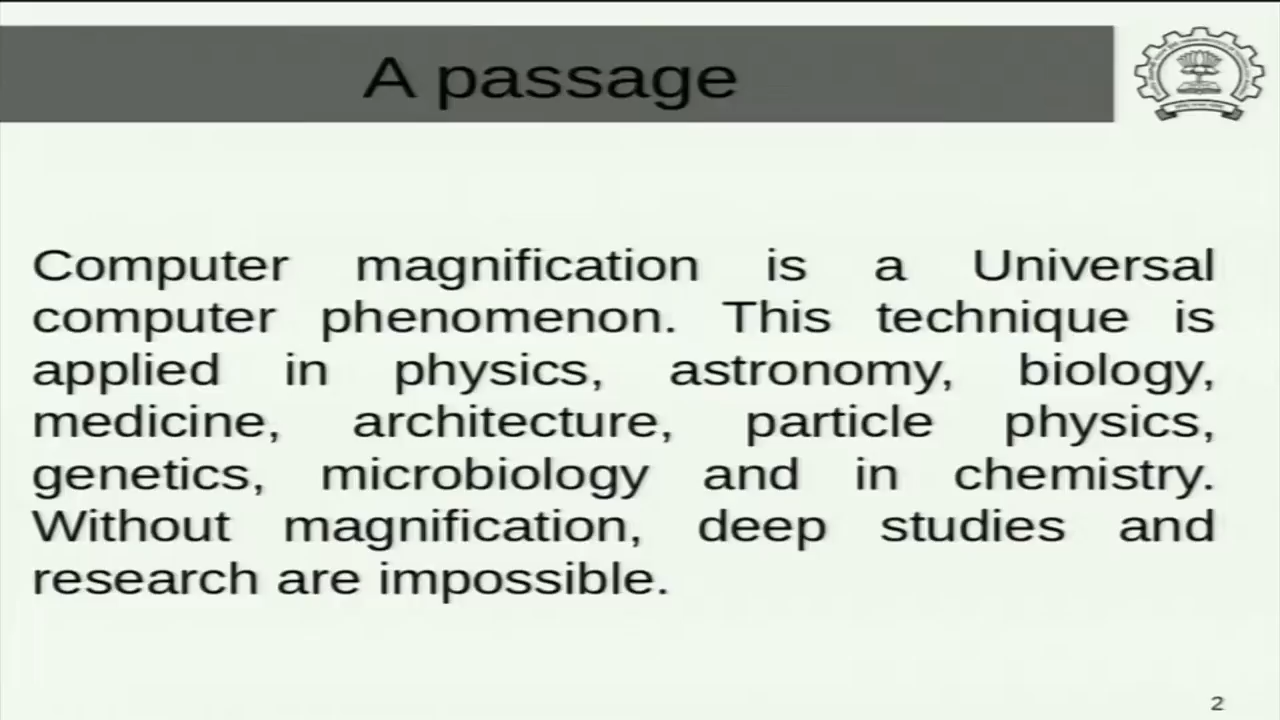 A passage
Computer magnification is a Universal
computer phenomenon. This technique is
applied in physics, astronomy, biology,
medicine, architecture, particle physics,
genetics, microbiology and in chemistry.
Without magnification, deep studies and
research are impossible.
2